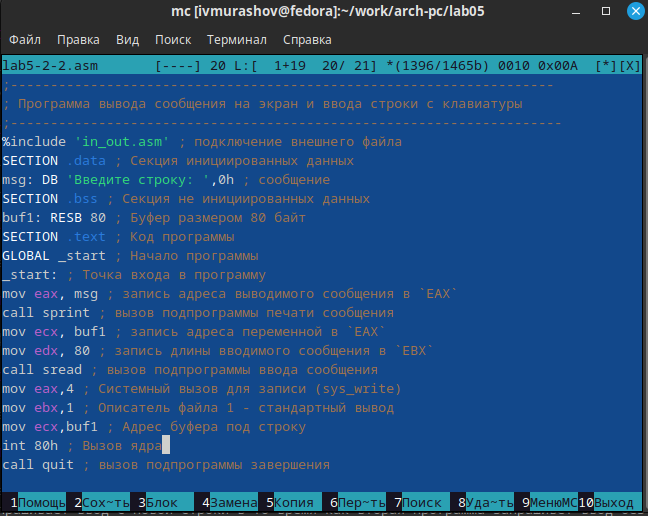 mc [ivmurashov@fedora]:~/work/arch-pc/lab05
Файл Правка Вид Поиск Терминал Справка
lab5-2-2.asm [----] 20 L:[ 1+19 20/ 21] *(1396/1465b) 0010 0x00A [*][X]
;--------------------------------------------------------------------
; Программа вывода сообщения на экран и ввода строки с клавиатуры
;---------------------------------------------------------------------
%include 'in_out.asm' ; подключение внешнего файла
SECTION .data ; Секция инициированных данных
msg: DB 'Введите строку: ',0h ; сообщение
SECTION .bss ; Секция не инициированных данных
buf1: RESB 80 ; Буфер размером 80 байт
SECTION .text ; Код программы
GLOBAL _start ; Начало программы
_start: ; Точка входа в программу
mov eax, msg ; запись адреса выводимого сообщения в `EAX`
call sprint ; вызов подпрограммы печати сообщения
mov ecx, buf1 ; запись адреса переменной в `EAX`
mov edx, 80 ; запись длины вводимого сообщения в `EBX`
call sread ; вызов подпрограммы ввода сообщения
mov eax,4 ; Системный вызов для записи (sys_write)
mov ebx,1 ; Описатель файла 1 - стандартный вывод
mov ecx,buf1 ; Адрес буфера под строку
int 80h ; Вызов ядра
call quit ; вызов подпрограммы завершения
1Помощь 2Сох~ть 3Блок 4Замена 5Копия 6Пер~ть 7Поиск 8Уда~ть 9МенюMC 10Выход